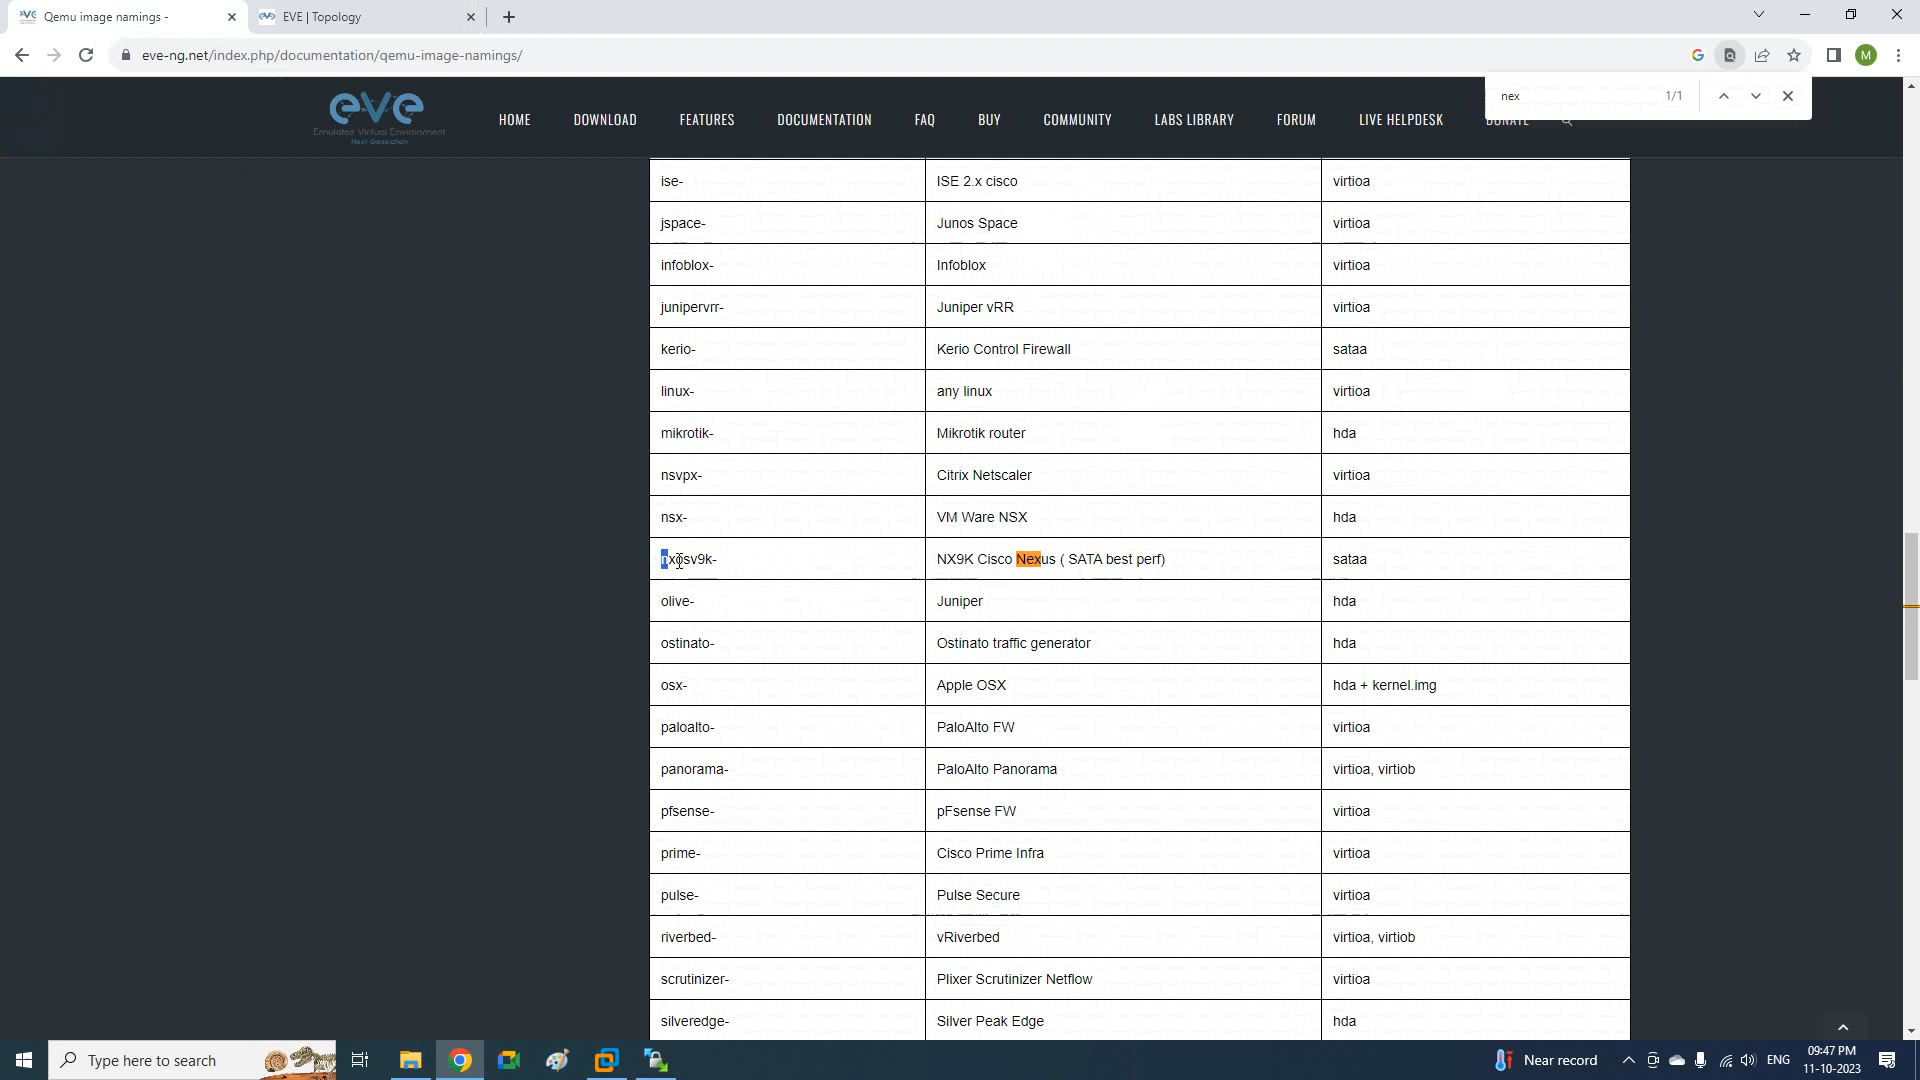 Qemu image namings -
EVE | Topology
eve-ng.net/index.php/documentation/qemu-image-namings/
M
nex 1/1
eve
Emulated Virtual Environment
Next Generation
HOME DOWNLOAD FEATURES DOCUMENTATION FAQ BUY COMMUNITY LABS LIBRARY FORUM LIVE HELPDESK DONATE
ise- ISE 2.x cisco virtioa
jspace- Junos Space virtioa
infoblox- Infoblox virtioa
junipervrr- Juniper vRR virtioa
kerio- Kerio Control Firewall sataa
linux- any linux virtioa
mikrotik- Mikrotik router hda
nsvpx- Citrix Netscaler virtioa
nsx- VM Ware NSX hda
nxosv9k- NX9K Cisco Nexus ( SATA best perf) sataa
olive- Juniper hda
ostinato- Ostinato traffic generator hda
osx- Apple OSX hda + kernel.img
paloalto- PaloAlto FW virtioa
panorama- PaloAlto Panorama virtioa, virtiob
pfsense- pFsense FW virtioa
prime- Cisco Prime Infra virtioa
pulse- Pulse Secure virtioa
riverbed- vRiverbed virtioa, virtiob
scrutinizer- Plixer Scrutinizer Netflow virtioa
silveredge- Silver Peak Edge hda
Type here to search
Near record
ENG
09:47 PM
11-10-2023